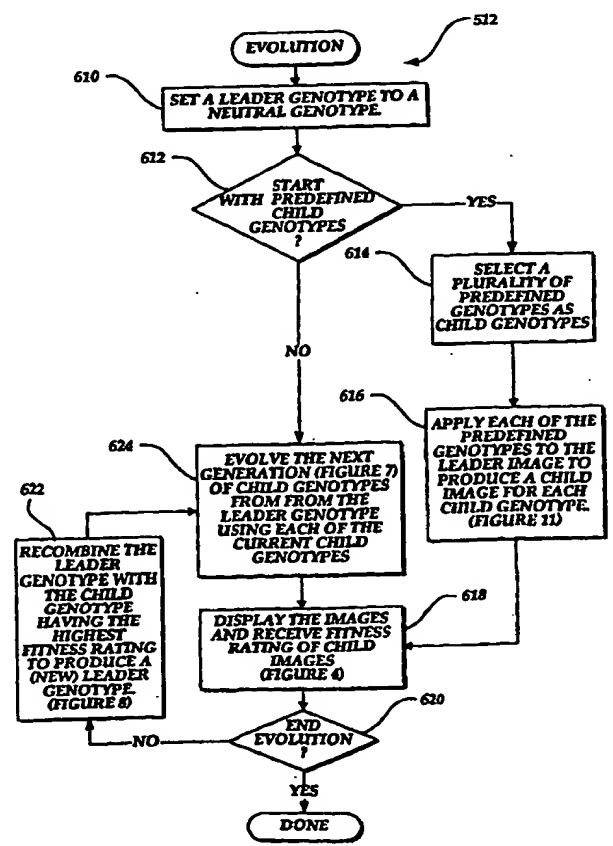 EVOLUTION
512
610
SET A LEADER GENOTYPE TO A
NEUTRAL GENOTYPE.
612
START
WITH PREDEFINED
CHILD
GENOTYPES
?
YES
614
SELECT A
PLURALITY OF
PREDEFINED
GENOTYPES AS
CHILD GENOTYPES
NO
616
APPLY EACH OF THE
PREDEFINED
GENOTYPES TO THE
LEADER IMAGE TO
PRODUCE A CHILD
IMAGE FOR EACH
CHILD GENOTYPE.
(FIGURE 11)
624
EVOLVE THE NEXT
GENERATION (FIGURE 7)
OF CHILD GENOTYPES
FROM FROM THE
LEADER GENOTYPE
USING EACH OF THE
CURRENT CHILD
GENOTYPES
622
RECOMBINE THE
LEADER
GENOTYPE WITH
THE CHILD
GENOTYPE
HAVING THE
HIGHEST
FITNESS RATING
TO PRODUCE A
(NEW) LEADER
GENOTYPE.
(FIGURE 8)
618
DISPLAY THE IMAGES
AND RECEIVE FITNESS
RATING OF CHILD
IMAGES
(FIGURE 4)
620
END
EVOLUTION
?
NO
YES
DONE